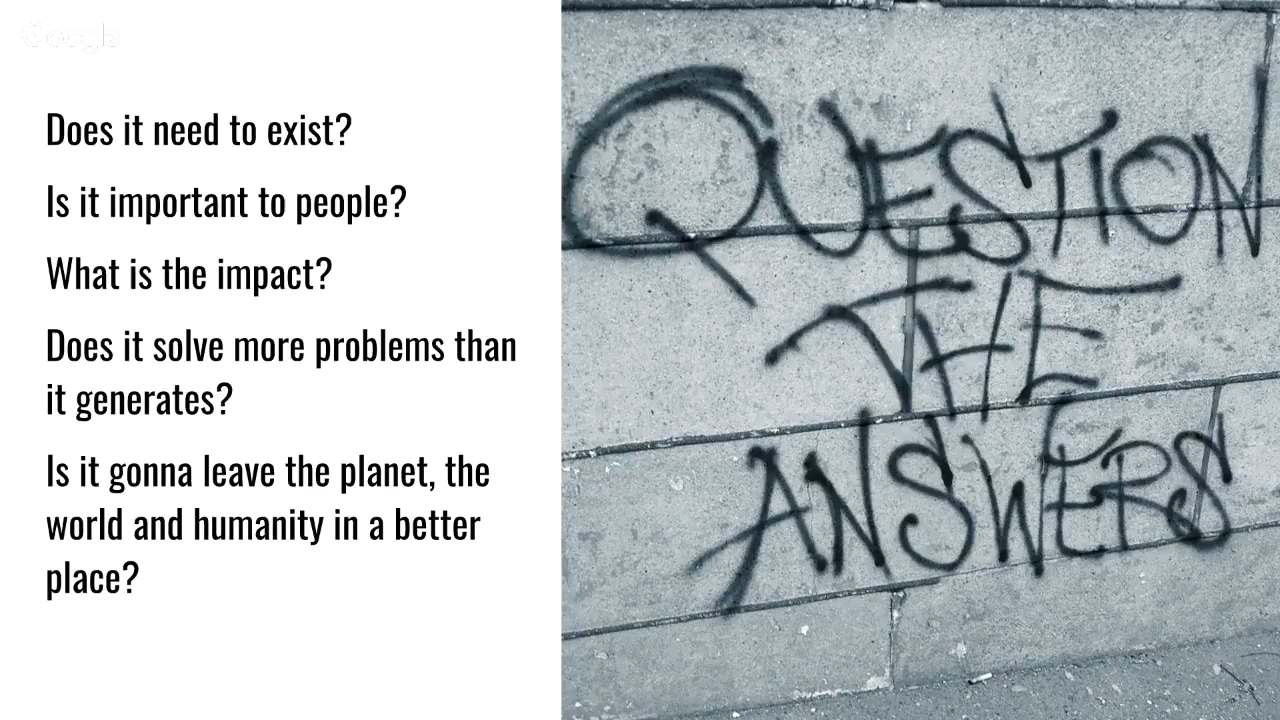 Google
Does it need to exist?
Is it important to people?
What is the impact?
Does it solve more problems than
it generates?
Is it gonna leave the planet, the
world and humanity in a better
place?
QUESTION
THE
ANSWERS